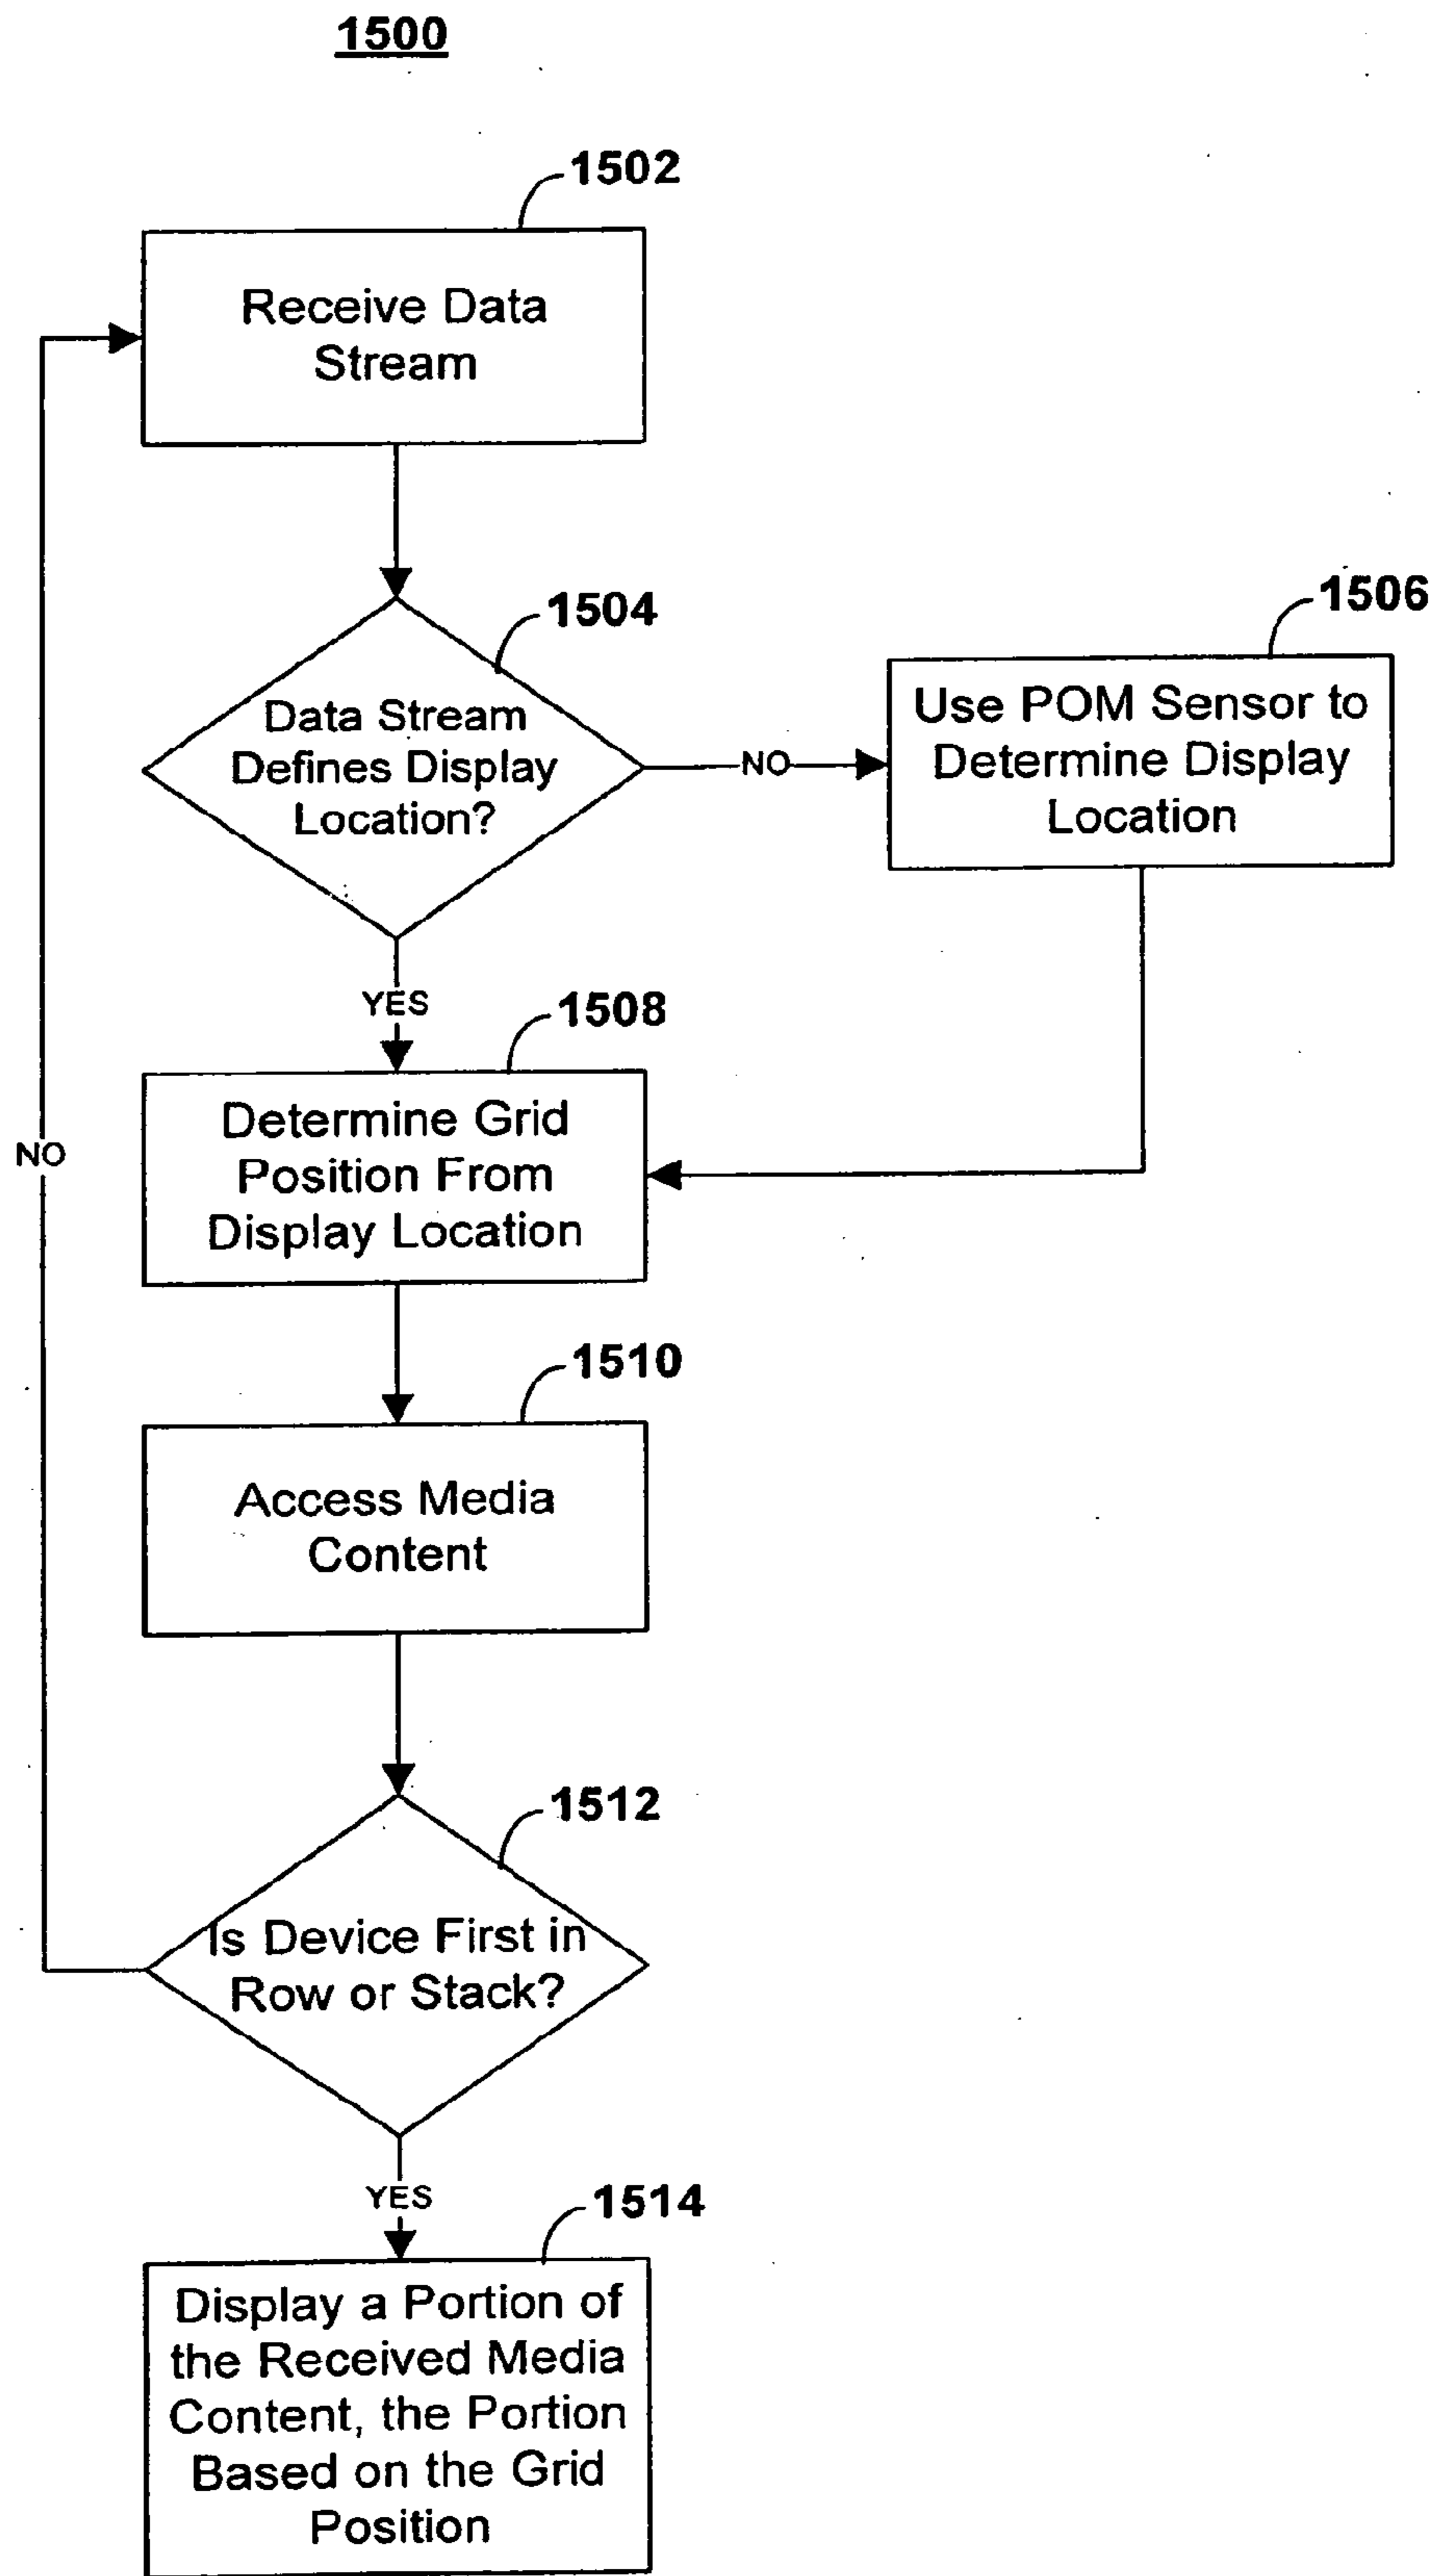 1500
1502
Receive Data
Stream
1504
Data Stream
Defines Display
Location?
NO
1506
Use POM Sensor to
Determine Display
Location
YES
1508
Determine Grid
Position From
Display Location
NO
1510
Access Media
Content
1512
Is Device First in
Row or Stack?
YES
1514
Display a Portion of
the Received Media
Content, the Portion
Based on the Grid
Position